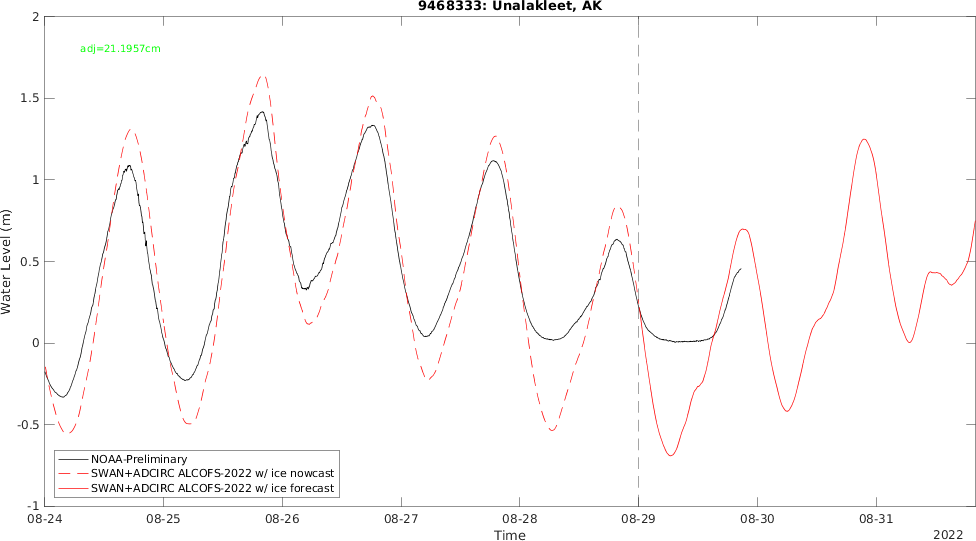 9468333: Unalakleet, AK
adj=21.1957cm
Water Level (m)
2
1.5
1
0.5
0
-0.5
-1
NOAA-Preliminary
SWAN+ADCIRC ALCOFS-2022 w/ ice nowcast
SWAN+ADCIRC ALCOFS-2022 w/ ice forecast
08-24 08-25 08-26 08-27 08-28 08-29 08-30 08-31
Time
2022